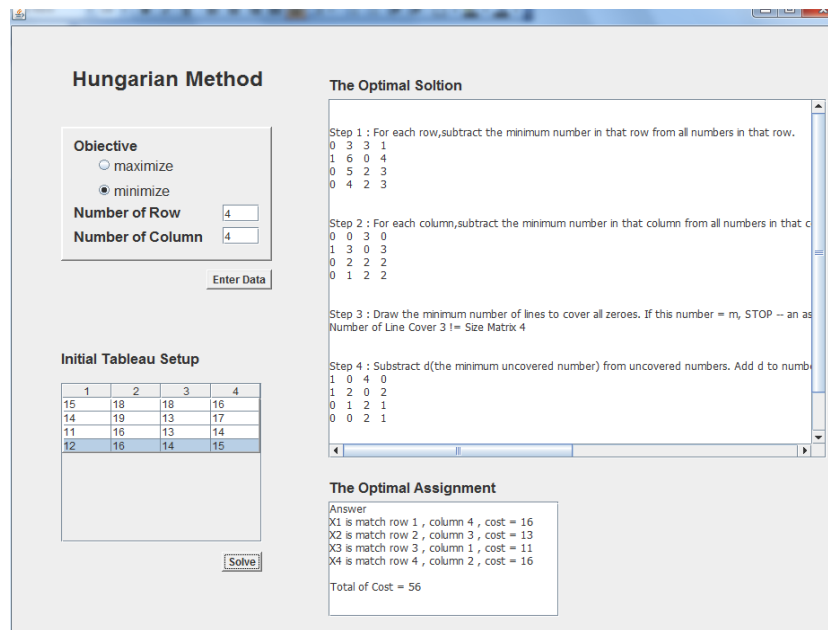 Hungarian Method
Obiective
maximize
minimize
Number of Row 4
Number of Column 4
Enter Data
Initial Tableau Setup
1 2 3 4
15 18 18 16
14 19 13 17
11 16 13 14
12 16 14 15
Solve
The Optimal Soltion
Step 1 : For each row,subtract the minimum number in that row from all numbers in that row.
0 3 3 1
1 6 0 4
0 5 2 3
0 4 2 3
Step 2 : For each column,subtract the minimum number in that column from all numbers in that c
0 0 3 0
1 3 0 3
0 2 2 2
0 1 2 2
Step 3 : Draw the minimum number of lines to cover all zeroes. If this number = m, STOP -- an as
Number of Line Cover 3 != Size Matrix 4
Step 4 : Substract d(the minimum uncovered number) from uncovered numbers. Add d to numb
1 0 4 0
1 2 0 2
0 1 2 1
0 0 2 1
The Optimal Assignment
Answer
X1 is match row 1 , column 4 , cost = 16
X2 is match row 2 , column 3 , cost = 13
X3 is match row 3 , column 1 , cost = 11
X4 is match row 4 , column 2 , cost = 16
Total of Cost = 56